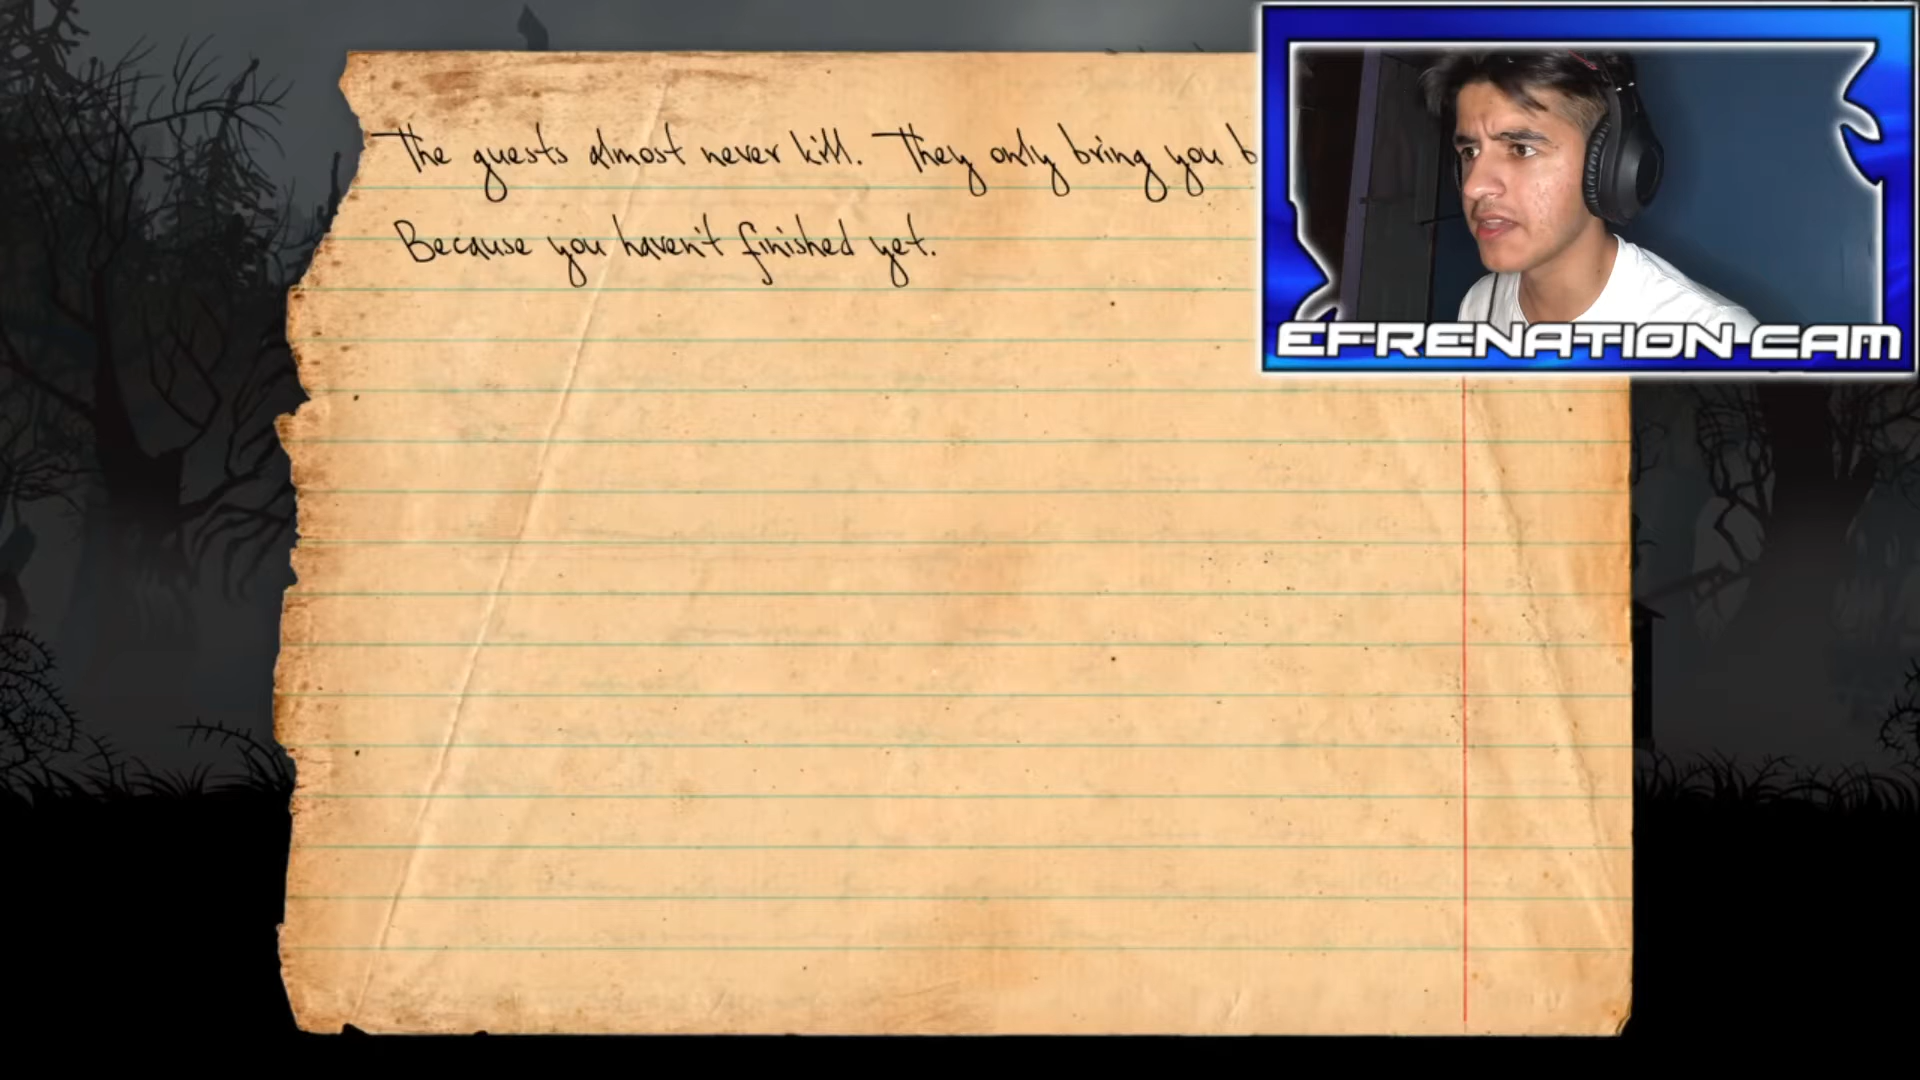 The guests almost never kill. They only bring you b
Because you haven't finished yet.
EFRENATION CAM